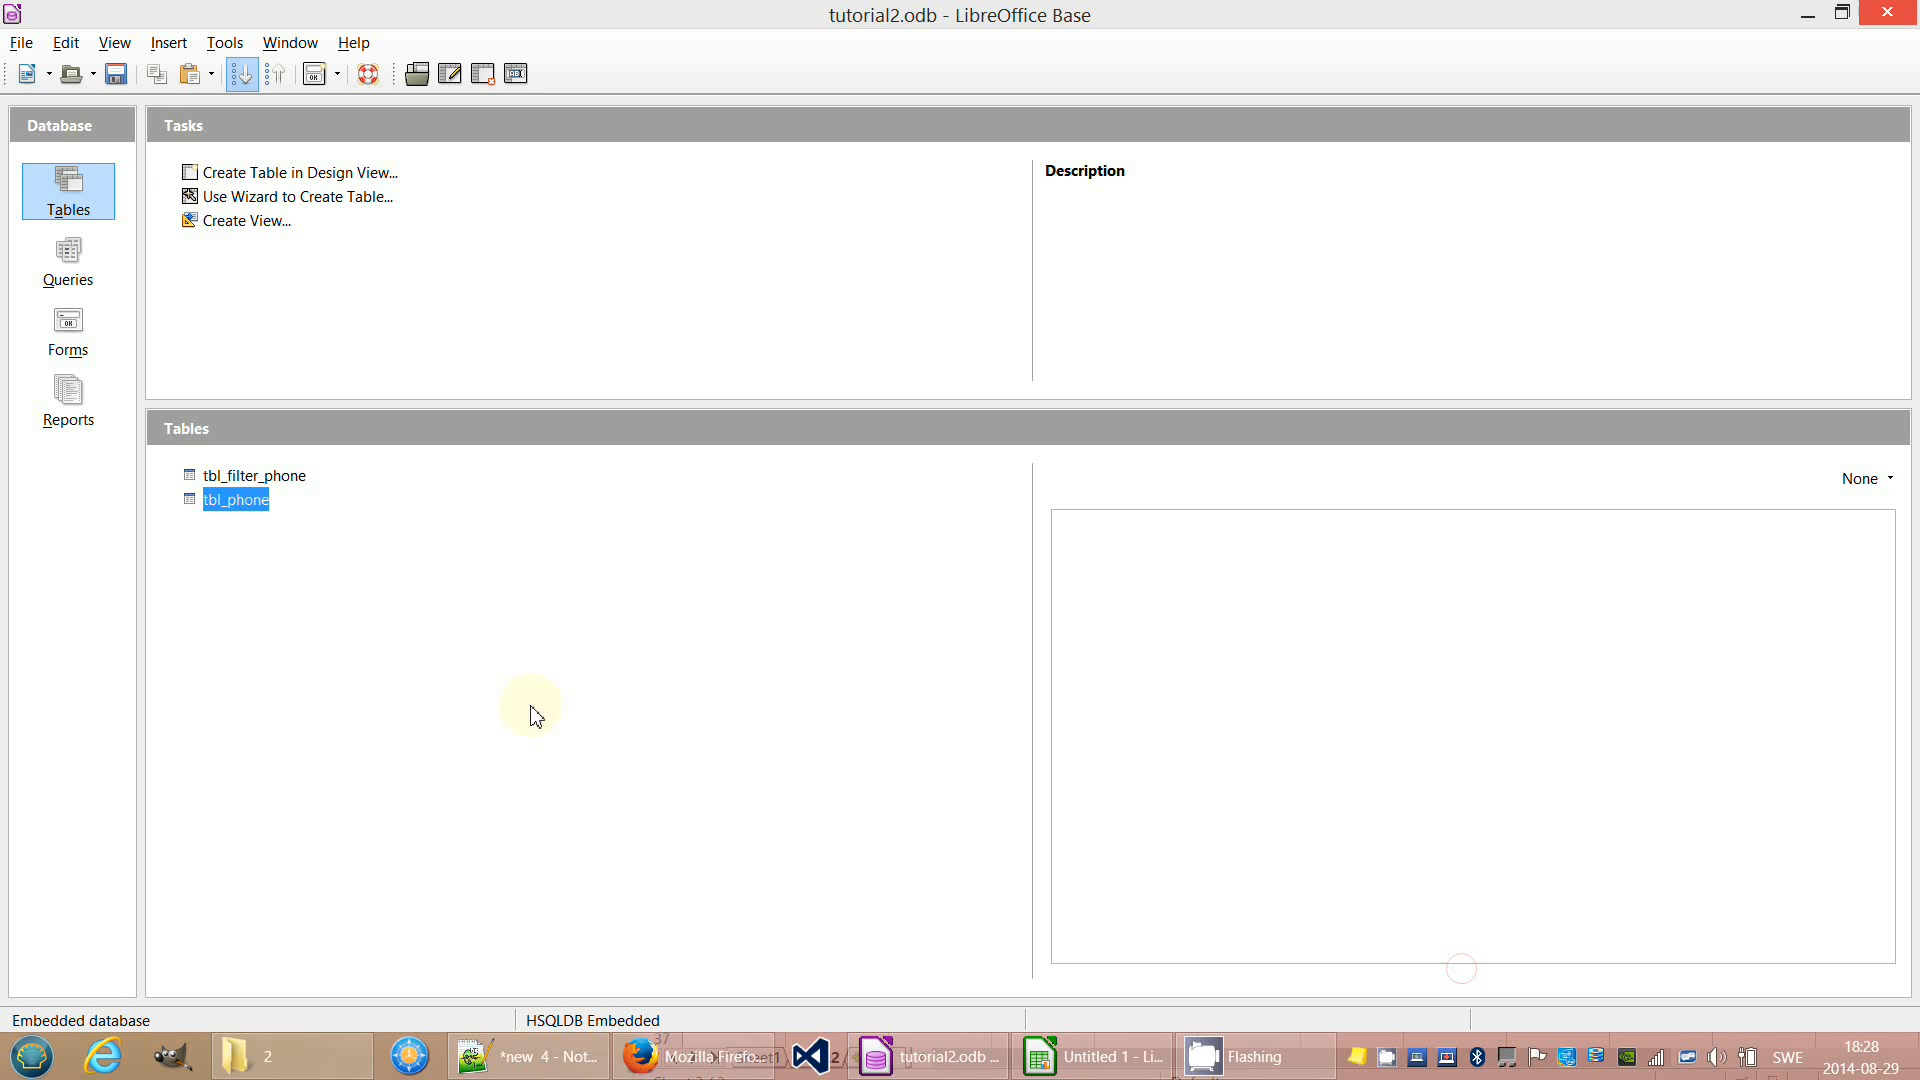 tutorial2.odb - LibreOffice Base
File Edit View Insert Tools Window Help
Database
Tasks
Tables
Queries
Forms
Reports
Create Table in Design View...
Use Wizard to Create Table...
Create View...
Description
Tables
tbl_filter_phone
tbl_phone
None
Embedded database
HSQLDB Embedded
2
*new 4 - Not...
Mozilla Firefo...
tutorial2.odb ...
Untitled 1 - Li...
Flashing
SWE
18:28
2014-08-29